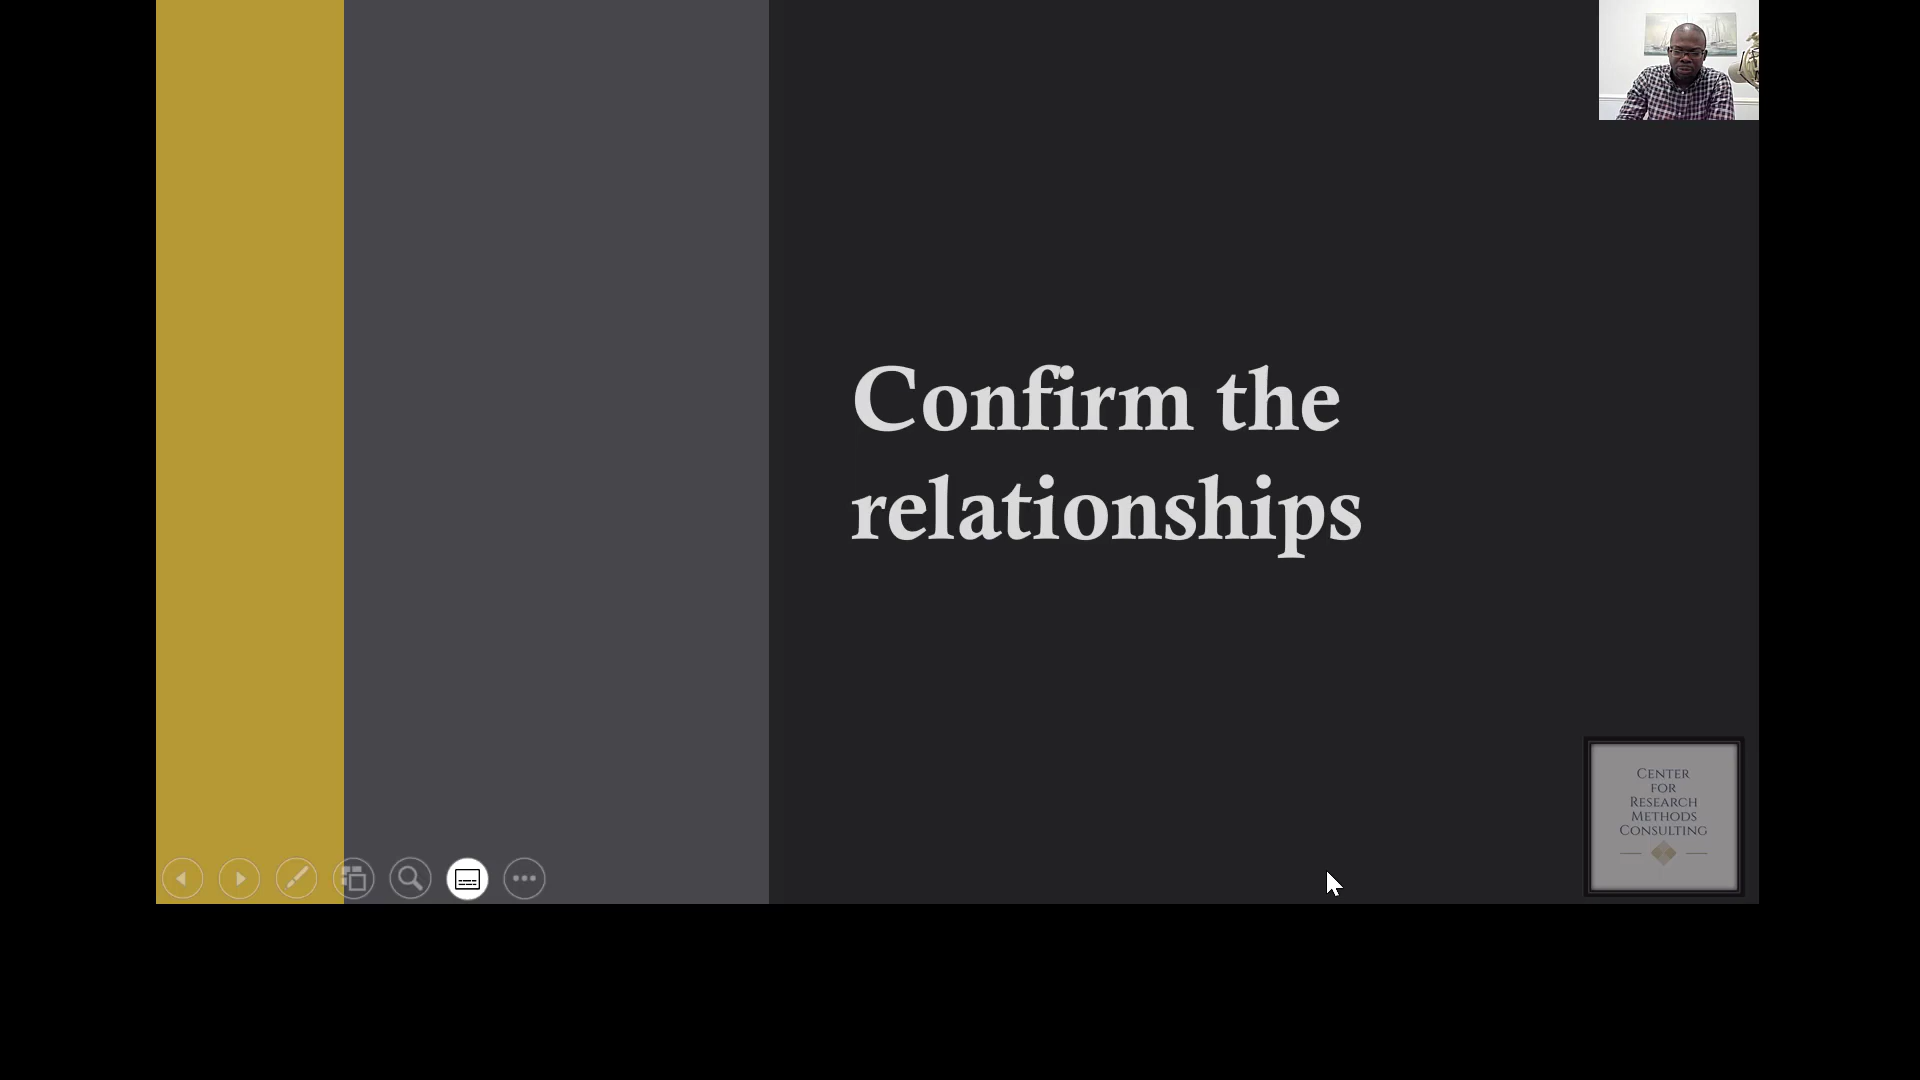 Confirm the
relationships
CENTER
FOR
RESEARCH
METHODS
CONSULTING